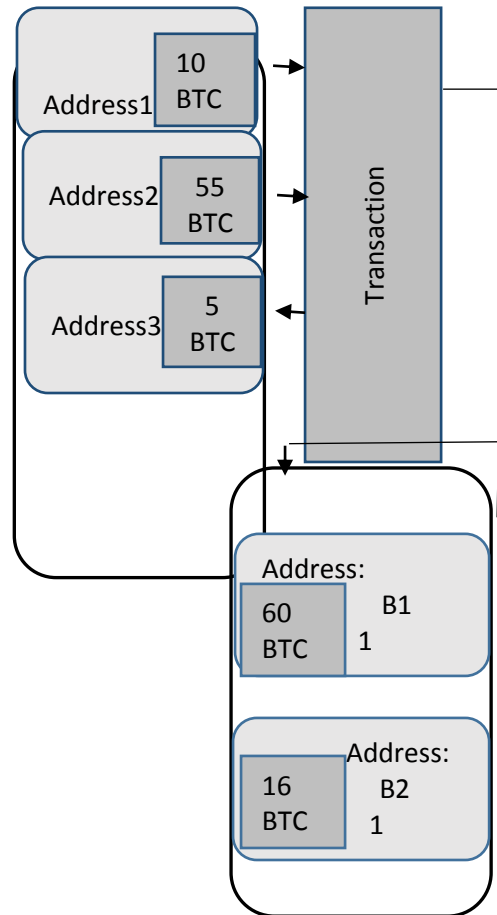 10
BTC
Address1
55
BTC
Address2
5
BTC
Address3
Transaction
Address:
B1
1
60
BTC
Address:
B2
1
16
BTC